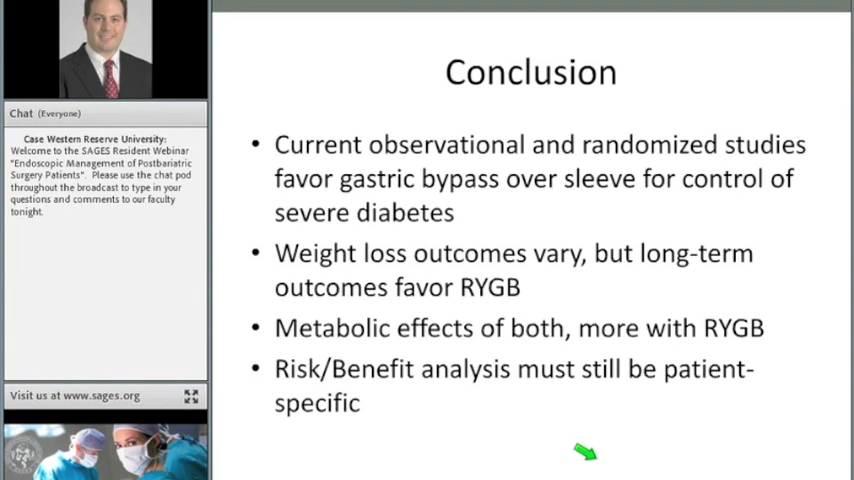 Chat (Everyone)
Case Western Reserve University:
Welcome to the SAGES Resident Webinar
"Endoscopic Management of Postbariatric
Surgery Patients". Please use the chat pod
throughout the broadcast to type in your
questions and comments to our faculty
tonight.
Visit us at www.sages.org
Conclusion
• Current observational and randomized studies
favor gastric bypass over sleeve for control of
severe diabetes
• Weight loss outcomes vary, but long-term
outcomes favor RYGB
• Metabolic effects of both, more with RYGB
• Risk/Benefit analysis must still be patient-
specific